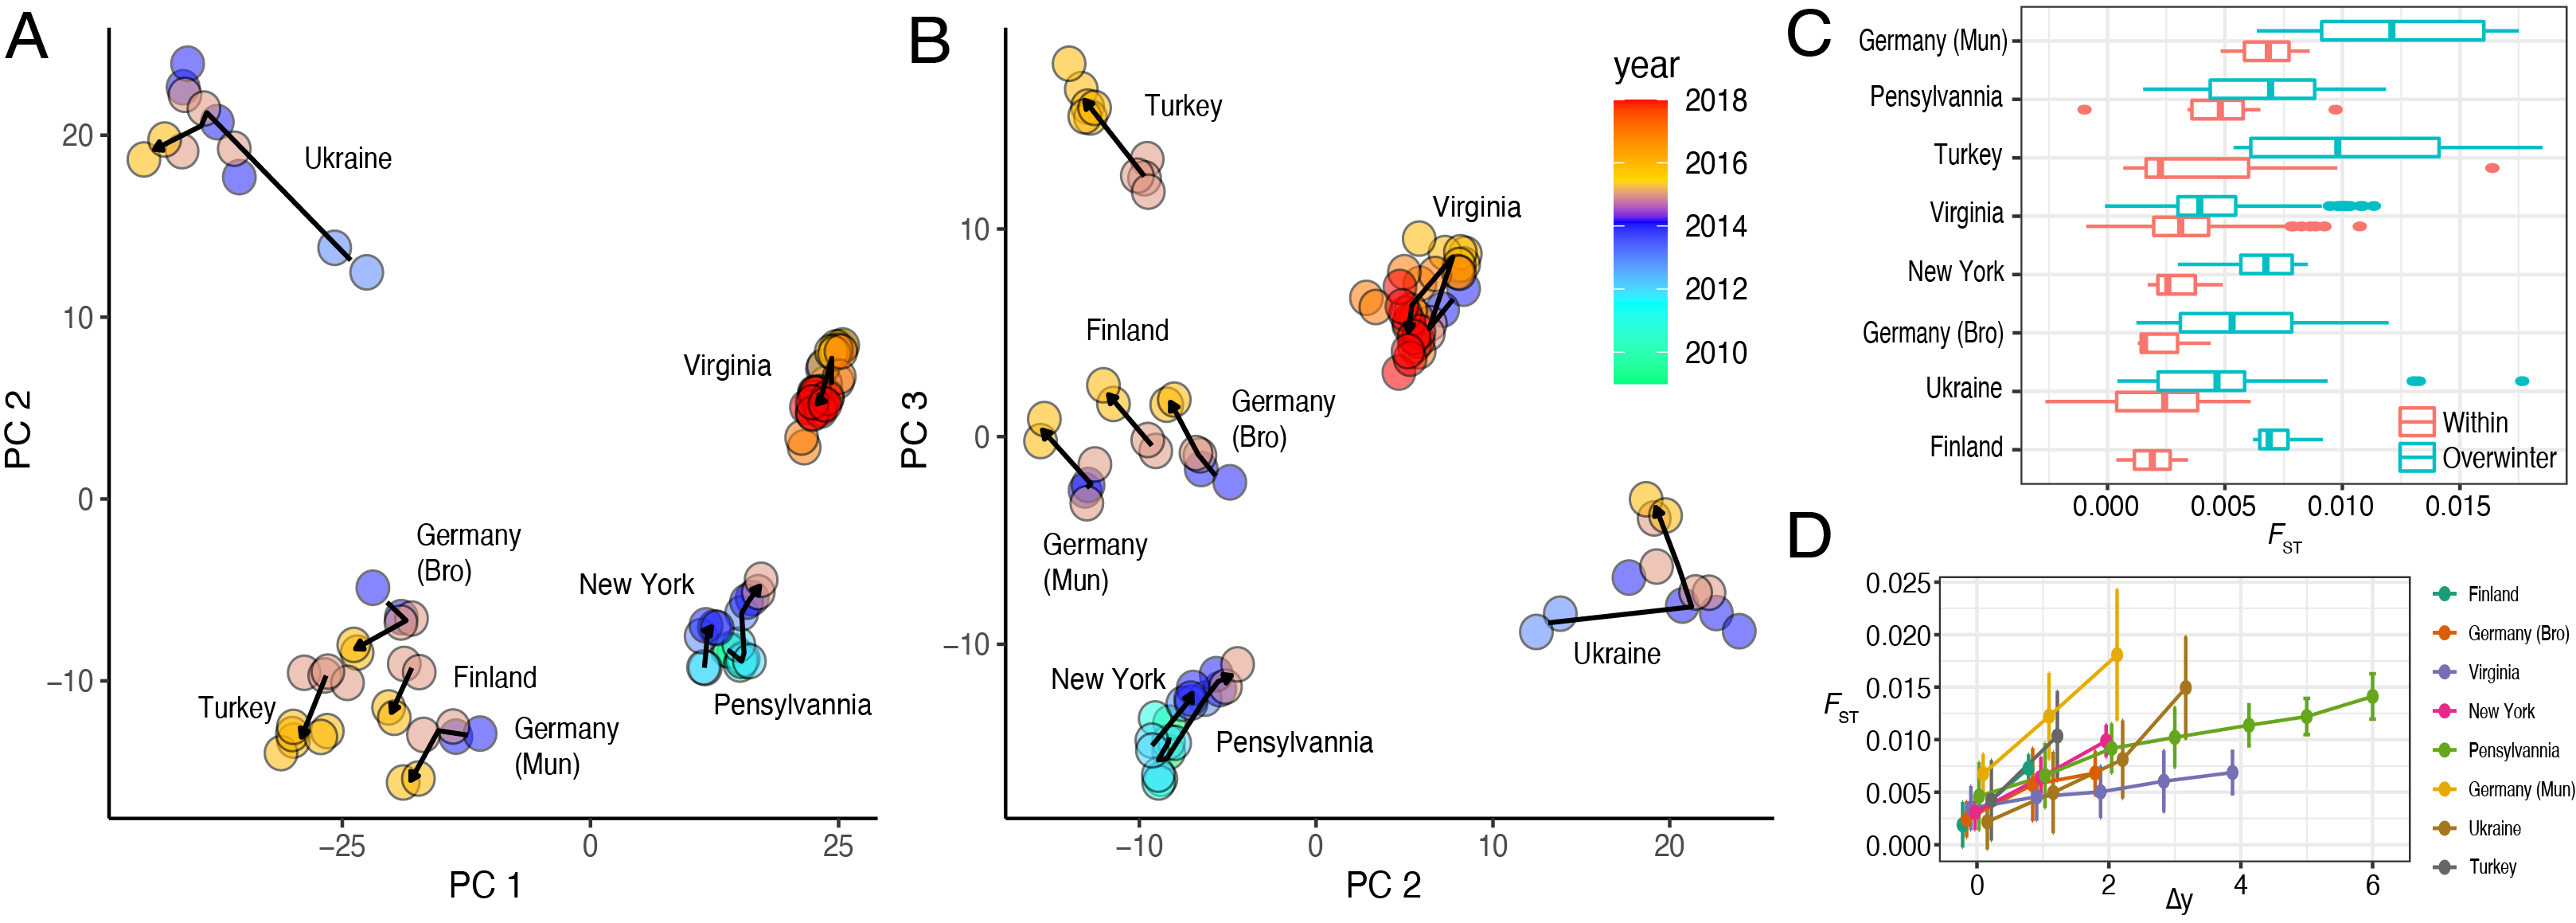 A
PC 2
20
10
0
−10
−25
0
25
PC 1
Ukraine
Virginia
Germany
(Bro)
New York
Turkey
Finland
Germany
(Mun)
Pensylvannia
B
PC 3
10
0
−10
−10
0
10
20
PC 2
Turkey
Virginia
Finland
Germany
(Bro)
Germany
(Mun)
Ukraine
New York
Pensylvannia
year
2018
2016
2014
2012
2010
C
Germany (Mun)
Pensylvannia
Turkey
Virginia
New York
Germany (Bro)
Ukraine
Finland
Within
Overwinter
0.000
0.005
0.010
0.015
FST
D
FST
0.025
0.020
0.015
0.010
0.005
0.000
0
2
4
6
Δy
Finland
Germany (Bro)
Virginia
New York
Pensylvannia
Germany (Mun)
Ukraine
Turkey